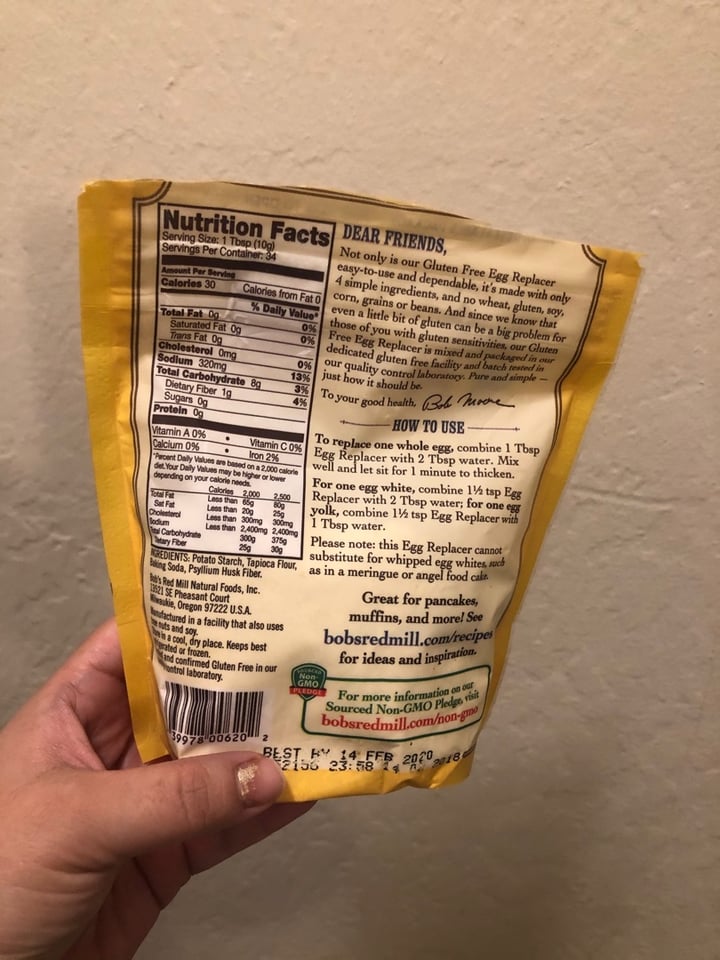 Nutrition Facts
Serving Size: 1 Tbsp (10g)
Servings Per Container: 34
Amount Per Serving
Calories 30 Calories from Fat 0
% Daily Value*
Total Fat 0g 0%
Saturated Fat 0g 0%
Trans Fat 0g
Cholesterol 0mg 0%
Sodium 320mg 13%
Total Carbohydrate 8g 3%
Dietary Fiber 1g 4%
Sugars 0g
Protein 0g
Vitamin A 0% • Vitamin C 0%
Calcium 0% • Iron 2%
*Percent Daily Values are based on a 2,000 calorie
diet. Your Daily Values may be higher or lower
depending on your calorie needs.
Calories 2,000 2,500
Total Fat Less than 65g 80g
Sat Fat Less than 20g 25g
Cholesterol Less than 300mg 300mg
Sodium Less than 2,400mg 2,400mg
Carbohydrate 300g 375g
Fiber 25g 30g
INGREDIENTS: Potato Starch, Tapioca Flour,
Baking Soda, Psyllium Husk Fiber.
Bob's Red Mill Natural Foods, Inc.
13521 SE Pheasant Court
Milwaukie, Oregon 97222 U.S.A.
Manufactured in a facility that also uses
nuts and soy.
in a cool, dry place. Keeps best
or frozen.
and confirmed Gluten Free in our
control laboratory.
39978 00620 2
DEAR FRIENDS,
Not only is our Gluten Free Egg Replacer
easy-to-use and dependable, it's made with only
4 simple ingredients, and no wheat, gluten, soy,
corn, grains or beans. And since we know that
even a little bit of gluten can be a big problem for
those of you with gluten sensitivities, our Gluten
Free Egg Replacer is mixed and packaged in our
dedicated gluten free facility and batch tested in
our quality control laboratory. Pure and simple —
just how it should be.
To your good health, Bob Moore
HOW TO USE
To replace one whole egg, combine 1 Tbsp
Egg Replacer with 2 Tbsp water. Mix
well and let sit for 1 minute to thicken.
For one egg white, combine 1½ tsp Egg
Replacer with 2 Tbsp water; for one egg
yolk, combine 1½ tsp Egg Replacer with
1 Tbsp water.
Please note: this Egg Replacer cannot
substitute for whipped egg whites, such
as in a meringue or angel food cake.
Great for pancakes,
muffins, and more! See
bobsredmill.com/recipes
for ideas and inspiration.
SOURCED
Non-
GMO
PLEDGE
For more information on our
Sourced Non-GMO Pledge, visit
bobsredmill.com/non-gmo
BEST BY 14 FEB 2020
23:58 14 2018